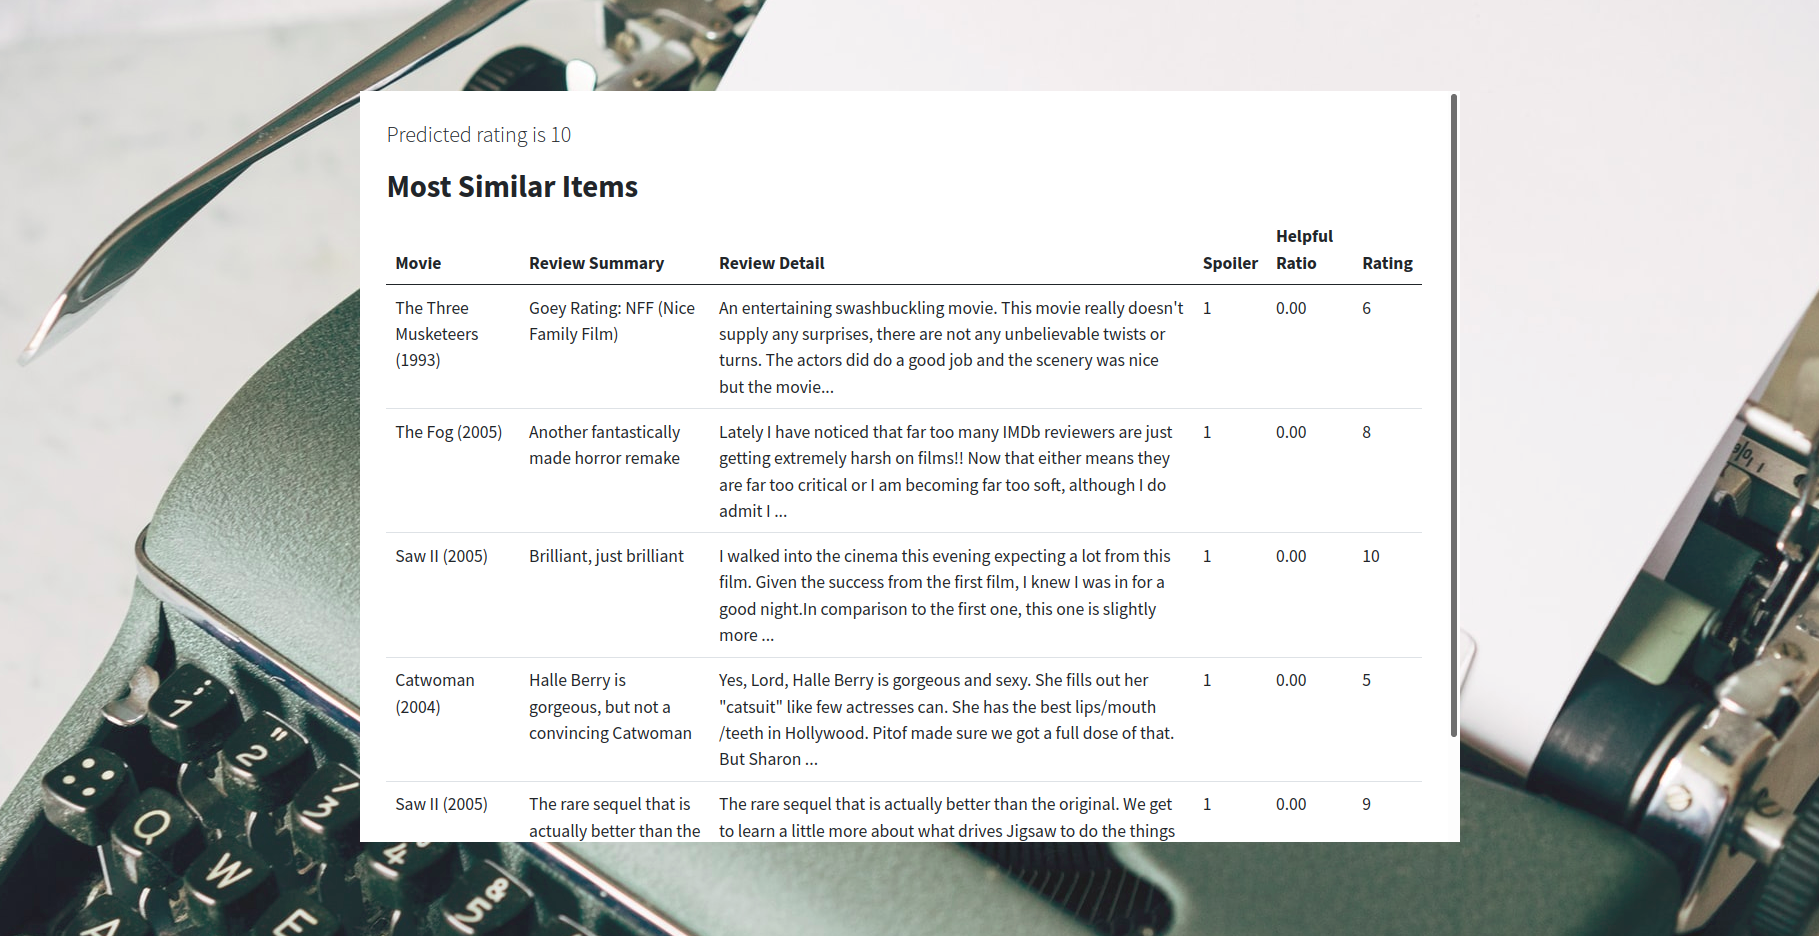 Predicted rating is 10
Most Similar Items
Movie Review Summary Review Detail Spoiler Helpful Ratio Rating
The Three Goey Rating: NFF (Nice An entertaining swashbuckling movie. This movie really doesn't 1 0.00 6
Musketeers Family Film) supply any surprises, there are not any unbelievable twists or
(1993) turns. The actors did do a good job and the scenery was nice
but the movie...
The Fog (2005) Another fantastically Lately I have noticed that far too many IMDb reviewers are just 1 0.00 8
made horror remake getting extremely harsh on films!! Now that either means they
are far too critical or I am becoming far too soft, although I do
admit I ...
Saw II (2005) Brilliant, just brilliant I walked into the cinema this evening expecting a lot from this 1 0.00 10
film. Given the success from the first film, I knew I was in for a
good night.In comparison to the first one, this one is slightly
more ...
Catwoman Halle Berry is Yes, Lord, Halle Berry is gorgeous and sexy. She fills out her 1 0.00 5
(2004) gorgeous, but not a "catsuit" like few actresses can. She has the best lips/mouth
convincing Catwoman /teeth in Hollywood. Pitof made sure we got a full dose of that.
But Sharon ...
Saw II (2005) The rare sequel that is The rare sequel that is actually better than the original. We get 1 0.00 9
actually better than the to learn a little more about what drives Jigsaw to do the things
2 "
3
4
5 8
Q
W
E
A